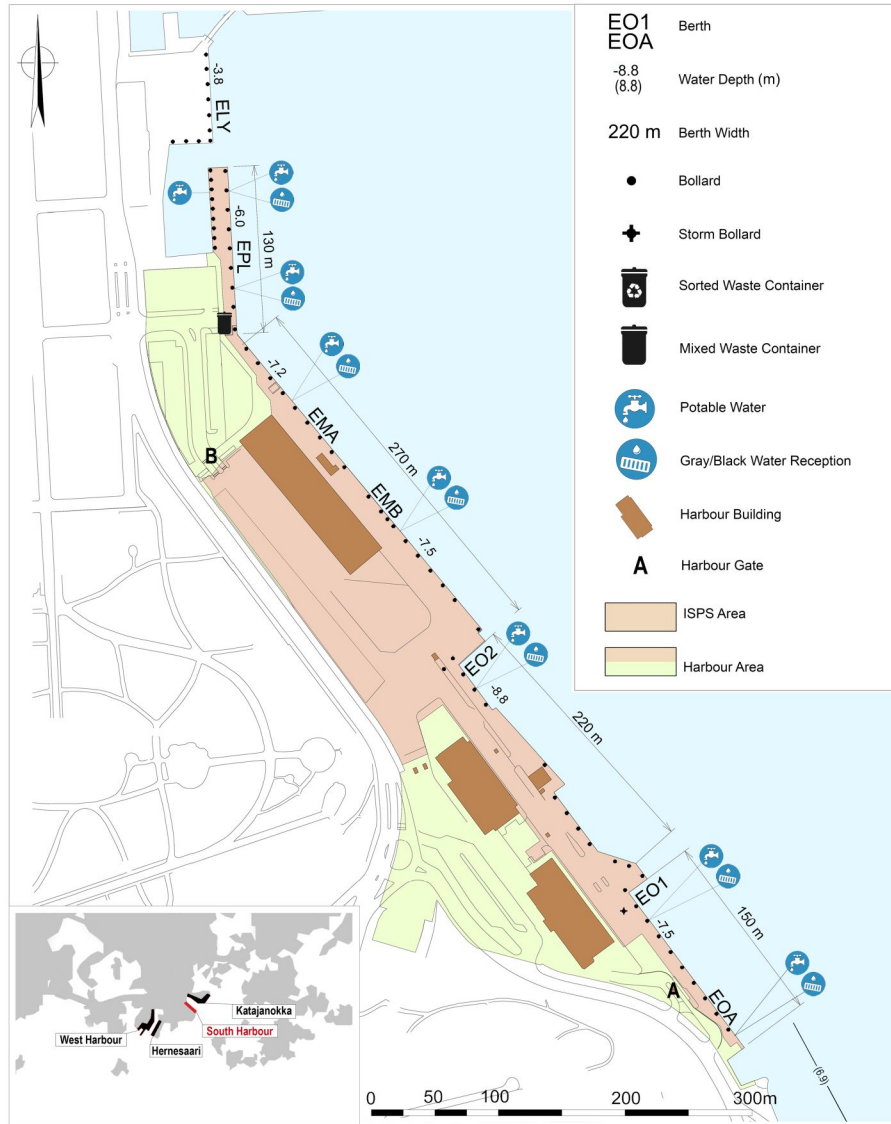 -3.8
ELY
-6.0
EPL
130 m
-7.2
EMA
B
270 m
EMB
-7.5
EO2
-8.8
220 m
EO1
-7.5
150 m
A
EOA
(6.9)
EO1
EOA
Berth
-8.8
(8.8)
Water Depth (m)
220 m
Berth Width
Bollard
Storm Bollard
Sorted Waste Container
Mixed Waste Container
Potable Water
Gray/Black Water Reception
Harbour Building
A
Harbour Gate
ISPS Area
Harbour Area
Katajanokka
South Harbour
West Harbour
Hernesaari
0 50 100 200 300m